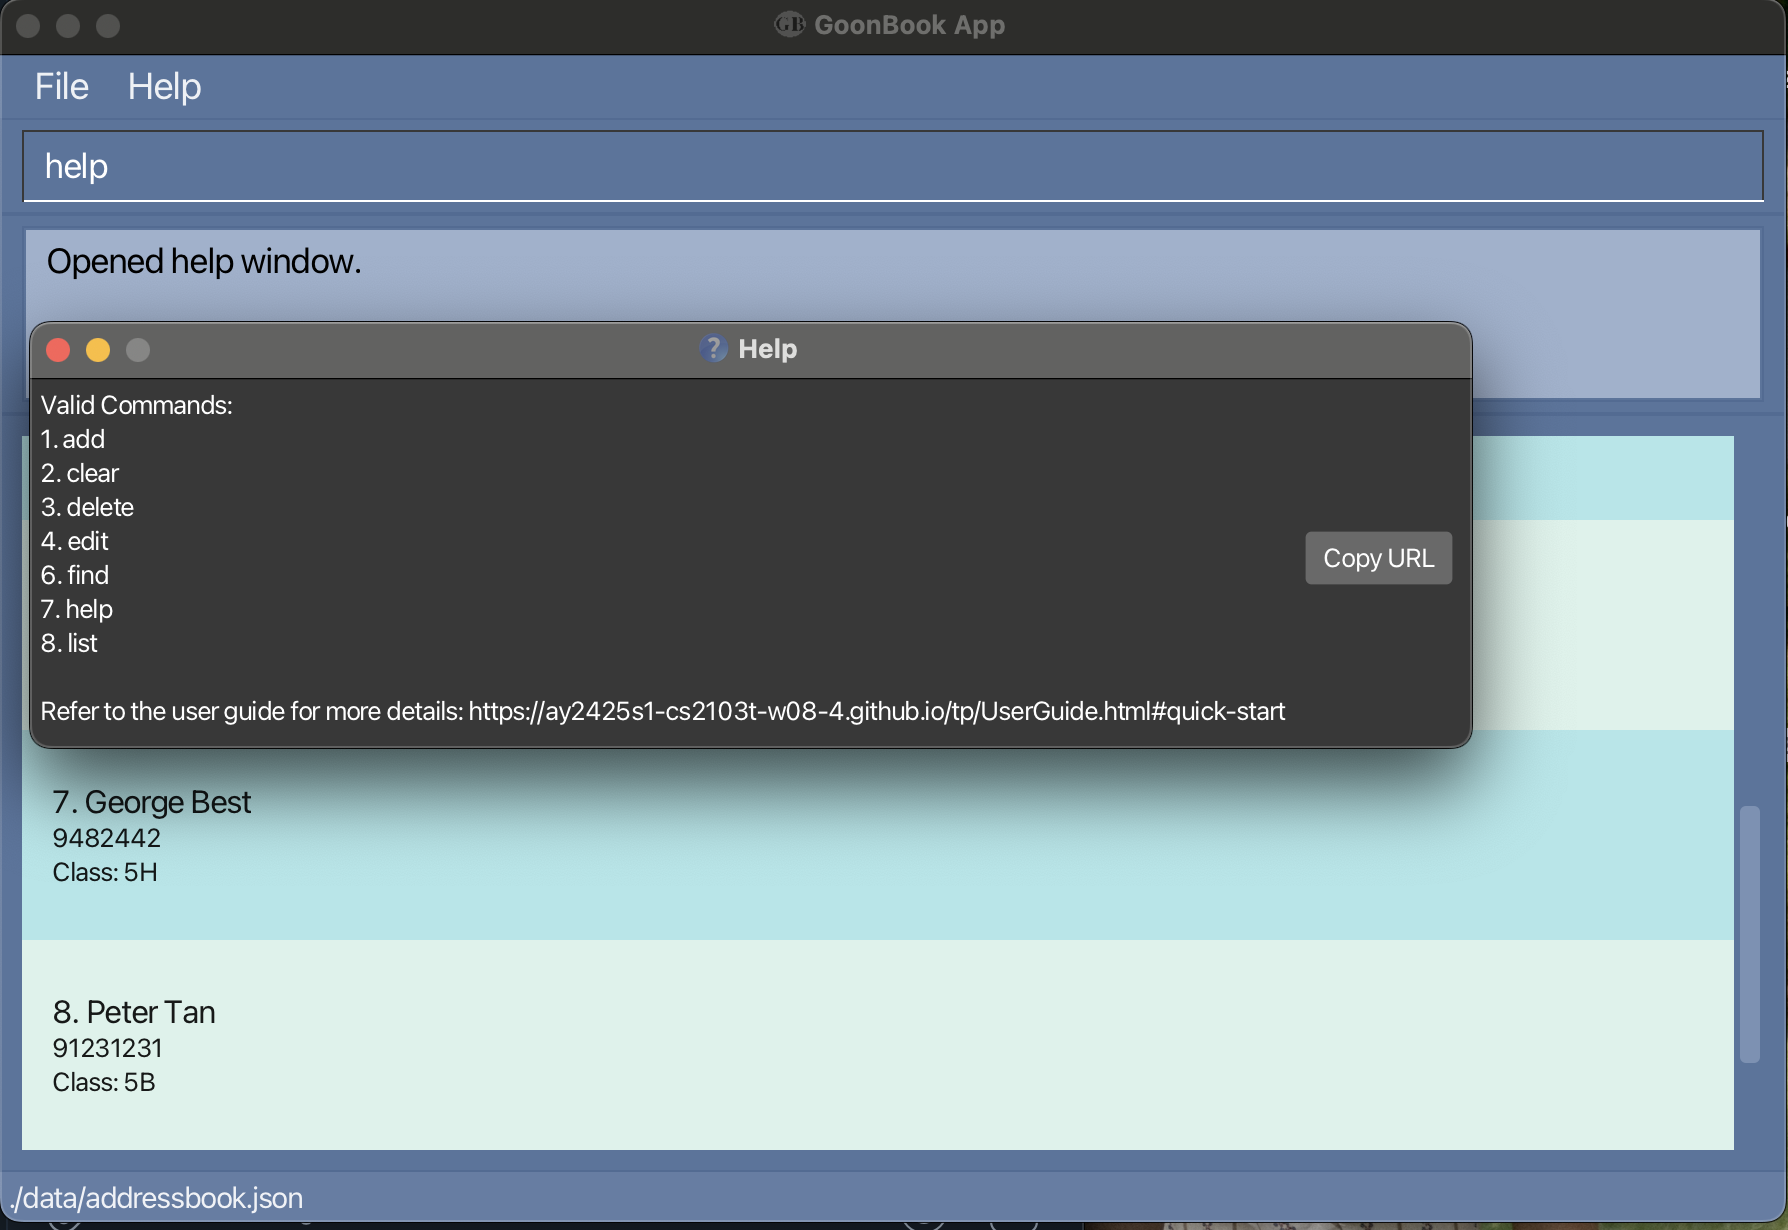 GB GoonBook App
File Help
help
Opened help window.
? Help
Valid Commands:
1. add
2. clear
3. delete
4. edit
6. find
7. help
8. list
Copy URL
Refer to the user guide for more details: https://ay2425s1-cs2103t-w08-4.github.io/tp/UserGuide.html#quick-start
7. George Best
9482442
Class: 5H
8. Peter Tan
91231231
Class: 5B
./data/addressbook.json